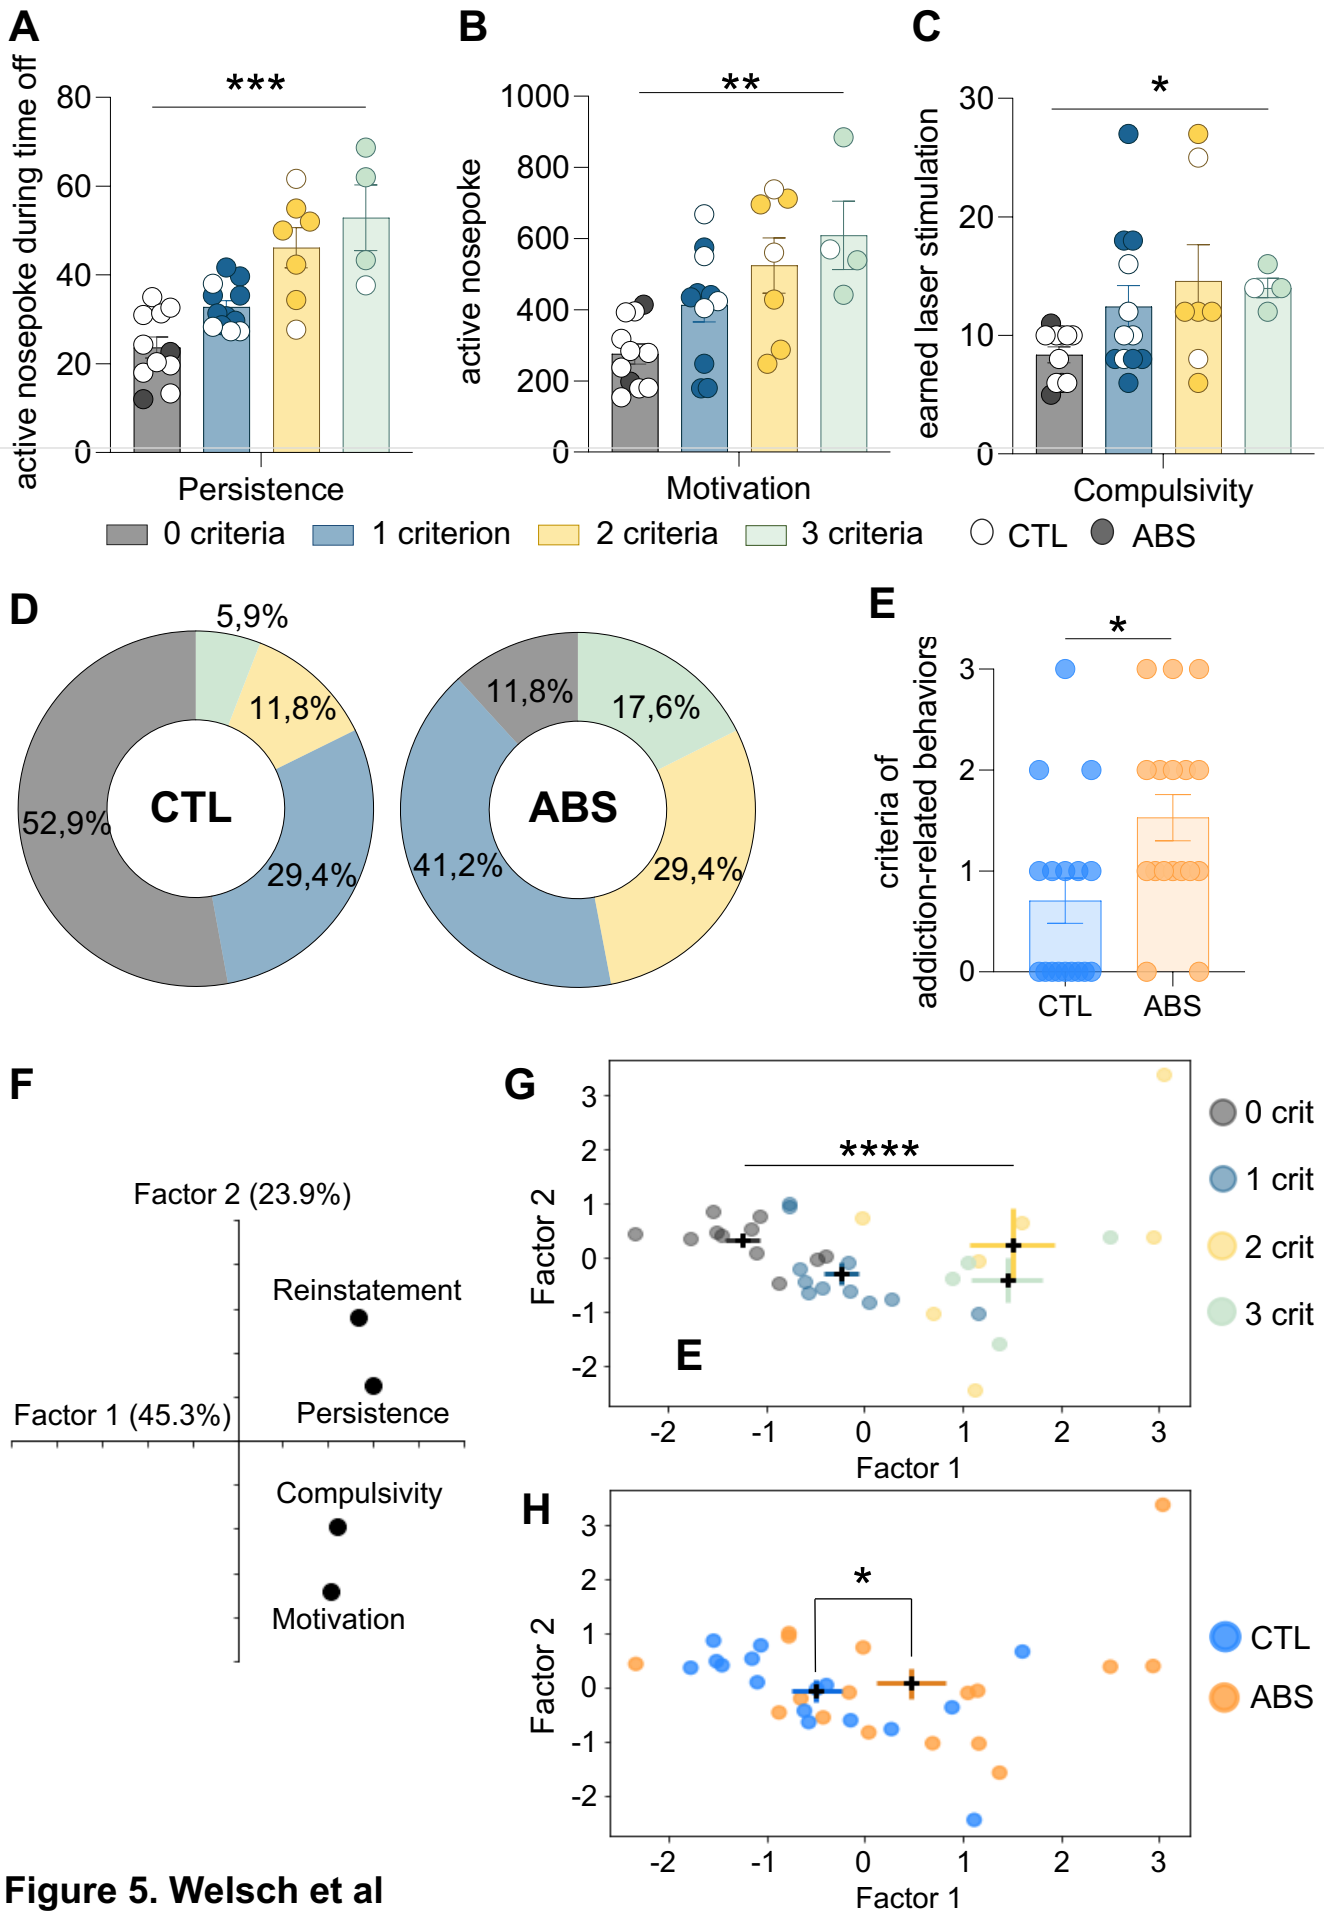 A
active nosepoke during time off
80
60
40
20
0
***
Persistence
B
active nosepoke
1000
800
600
400
200
0
**
Motivation
C
earned laser stimulation
30
20
10
0
*
Compulsivity
0 criteria
1 criterion
2 criteria
3 criteria
CTL
ABS
D
5,9%
11,8%
29,4%
52,9%
CTL
11,8%
17,6%
29,4%
41,2%
ABS
E
criteria of
addiction-related behaviors
3
2
1
0
*
CTL
ABS
F
Factor 2 (23.9%)
Reinstatement
Factor 1 (45.3%)
Persistence
Compulsivity
Motivation
G
Factor 2
3
2
1
0
-1
-2
****
E
-2 -1 0 1 2 3
Factor 1
0 crit
1 crit
2 crit
3 crit
H
Factor 2
3
2
1
0
-1
-2
*
-2 -1 0 1 2 3
Factor 1
CTL
ABS
Figure 5. Welsch et al